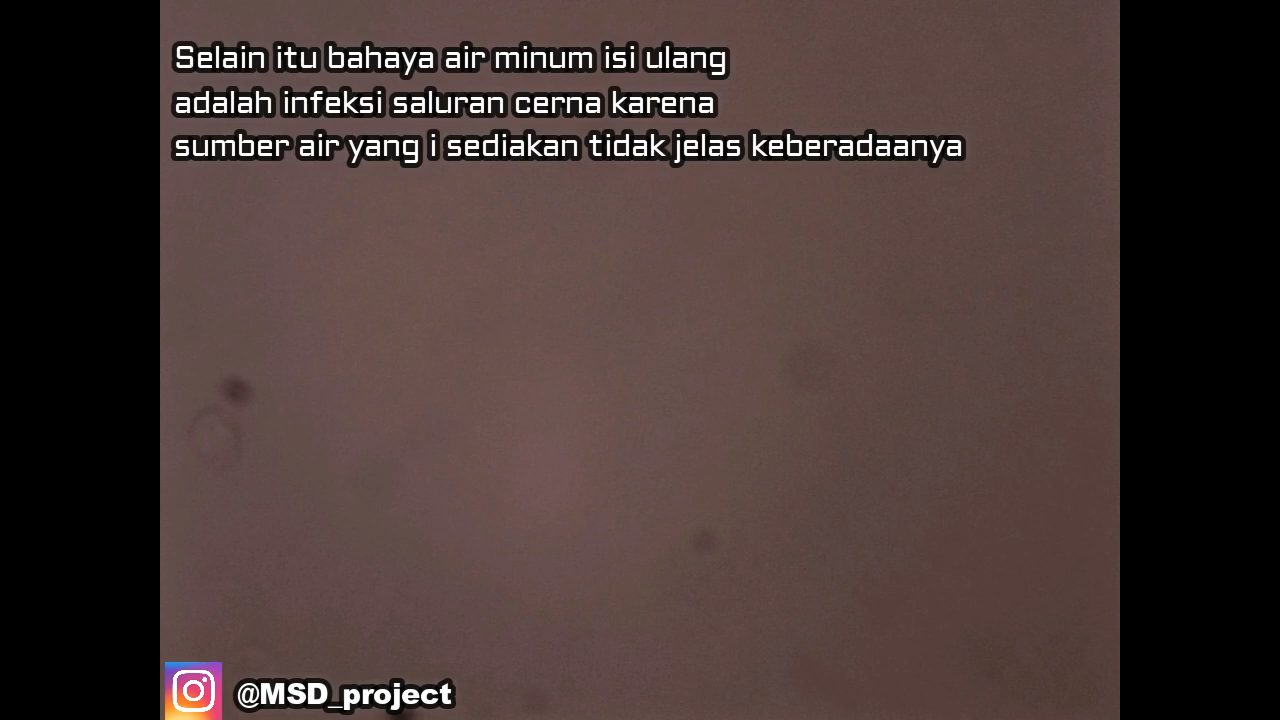 Selain itu bahaya air minum isi ulang
adalah infeksi saluran cerna karena
sumber air yang i sediakan tidak jelas keberadaanya
@MSD_project